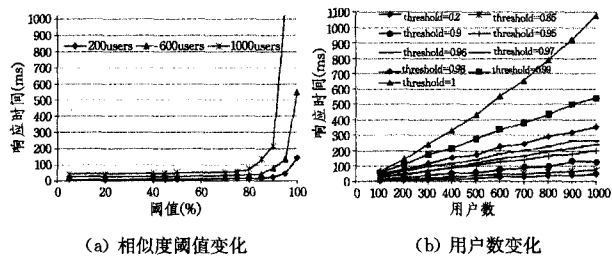 1000
900
800
700
600
500
400
300
200
100
0
响应时间(ms)
200users
600users
1000users
0
20
40
60
80
100
阈值(%)
(a) 相似度阈值变化
1100
1000
900
800
700
600
500
400
300
200
100
0
响应时间(ms)
threshold=0.2
threshold=0.85
threshold=0.9
threshold=0.95
threshold=0.96
threshold=0.97
threshold=0.98
threshold=0.99
threshold=1
0 100 200 300 400 500 600 700 800 900 1000
用户数
(b) 用户数变化